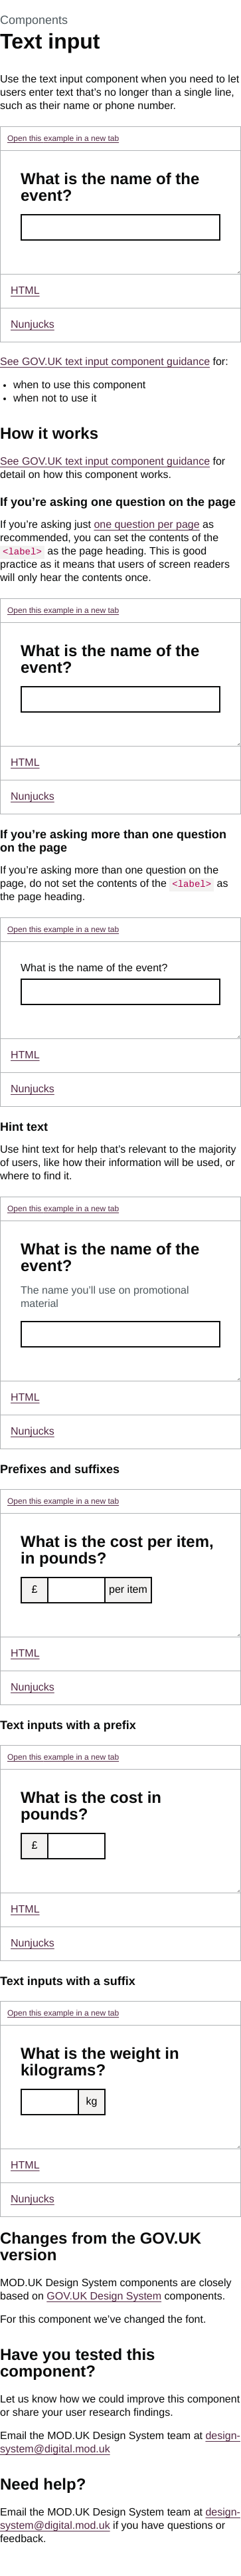 Components
Text input
Use the text input component when you need to let
users enter text that’s no longer than a single line,
such as their name or phone number.
Open this example in a new tab
What is the name of the
event?
HTML
Nunjucks
See GOV.UK text input component guidance for:
• when to use this component
• when not to use it
How it works
See GOV.UK text input component guidance for
detail on how this component works.
If you’re asking one question on the page
If you’re asking just one question per page as
recommended, you can set the contents of the
<label> as the page heading. This is good
practice as it means that users of screen readers
will only hear the contents once.
Open this example in a new tab
What is the name of the
event?
HTML
Nunjucks
If you’re asking more than one question
on the page
If you’re asking more than one question on the
page, do not set the contents of the <label> as
the page heading.
Open this example in a new tab
What is the name of the event?
HTML
Nunjucks
Hint text
Use hint text for help that’s relevant to the majority
of users, like how their information will be used, or
where to find it.
Open this example in a new tab
What is the name of the
event?
The name you’ll use on promotional
material
HTML
Nunjucks
Prefixes and suffixes
Open this example in a new tab
What is the cost per item,
in pounds?
£ per item
HTML
Nunjucks
Text inputs with a prefix
Open this example in a new tab
What is the cost in
pounds?
£
HTML
Nunjucks
Text inputs with a suffix
Open this example in a new tab
What is the weight in
kilograms?
kg
HTML
Nunjucks
Changes from the GOV.UK
version
MOD.UK Design System components are closely
based on GOV.UK Design System components.
For this component we’ve changed the font.
Have you tested this
component?
Let us know how we could improve this component
or share your user research findings.
Email the MOD.UK Design System team at design-
system@digital.mod.uk
Need help?
Email the MOD.UK Design System team at design-
system@digital.mod.uk if you have questions or
feedback.